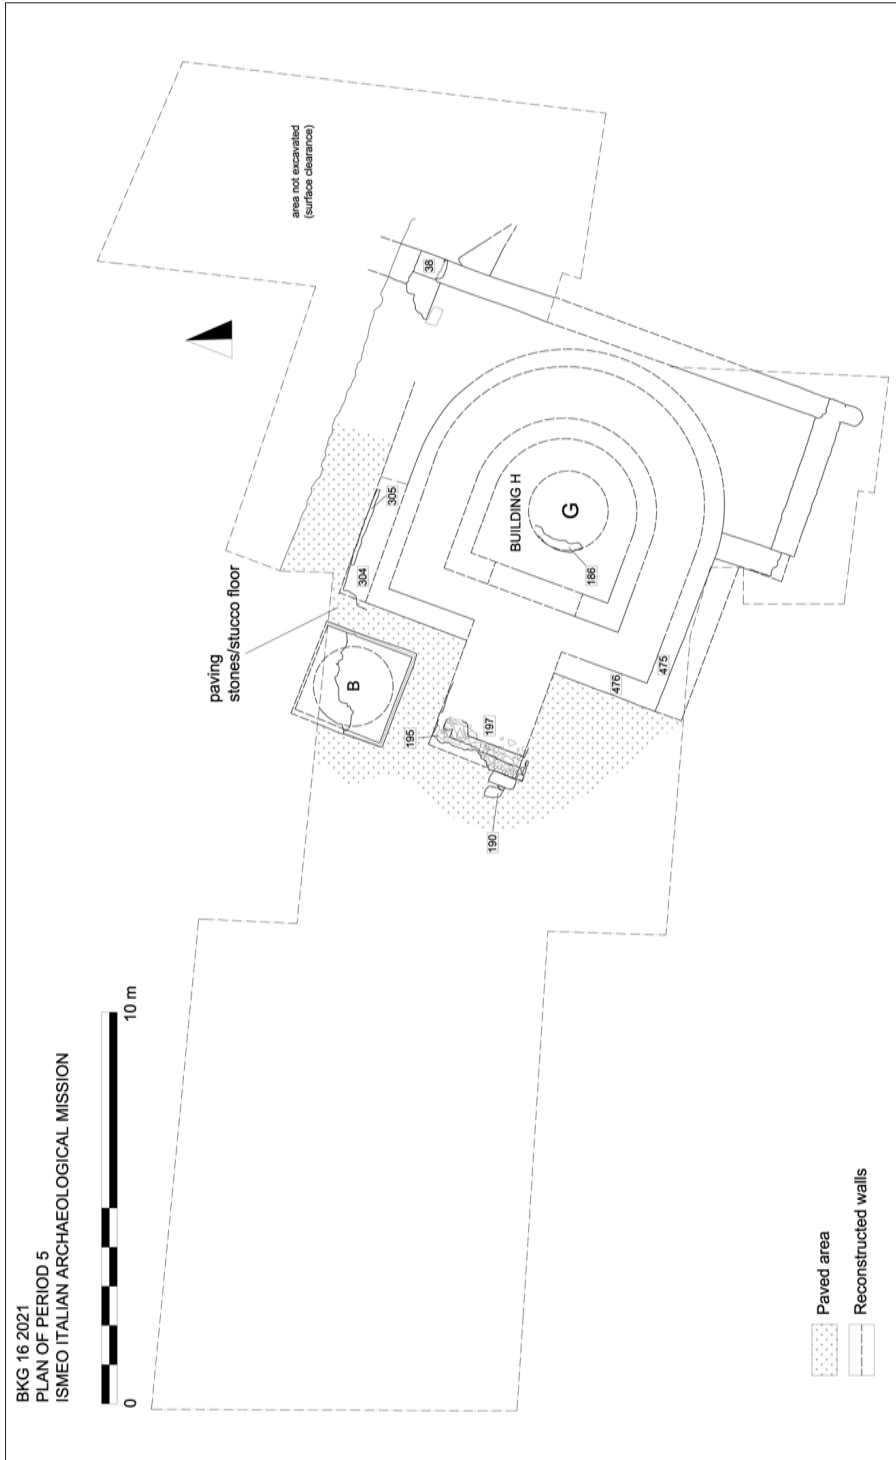 BKG 16 2021
PLAN OF PERIOD 5
ISMEO ITALIAN ARCHAEOLOGICAL MISSION
0
10 m
area not excavated
(surface clearance)
38
paving
stones/stucco floor
304
305
B
BUILDING H
G
186
195
197
190
476
475
Paved area
Reconstructed walls